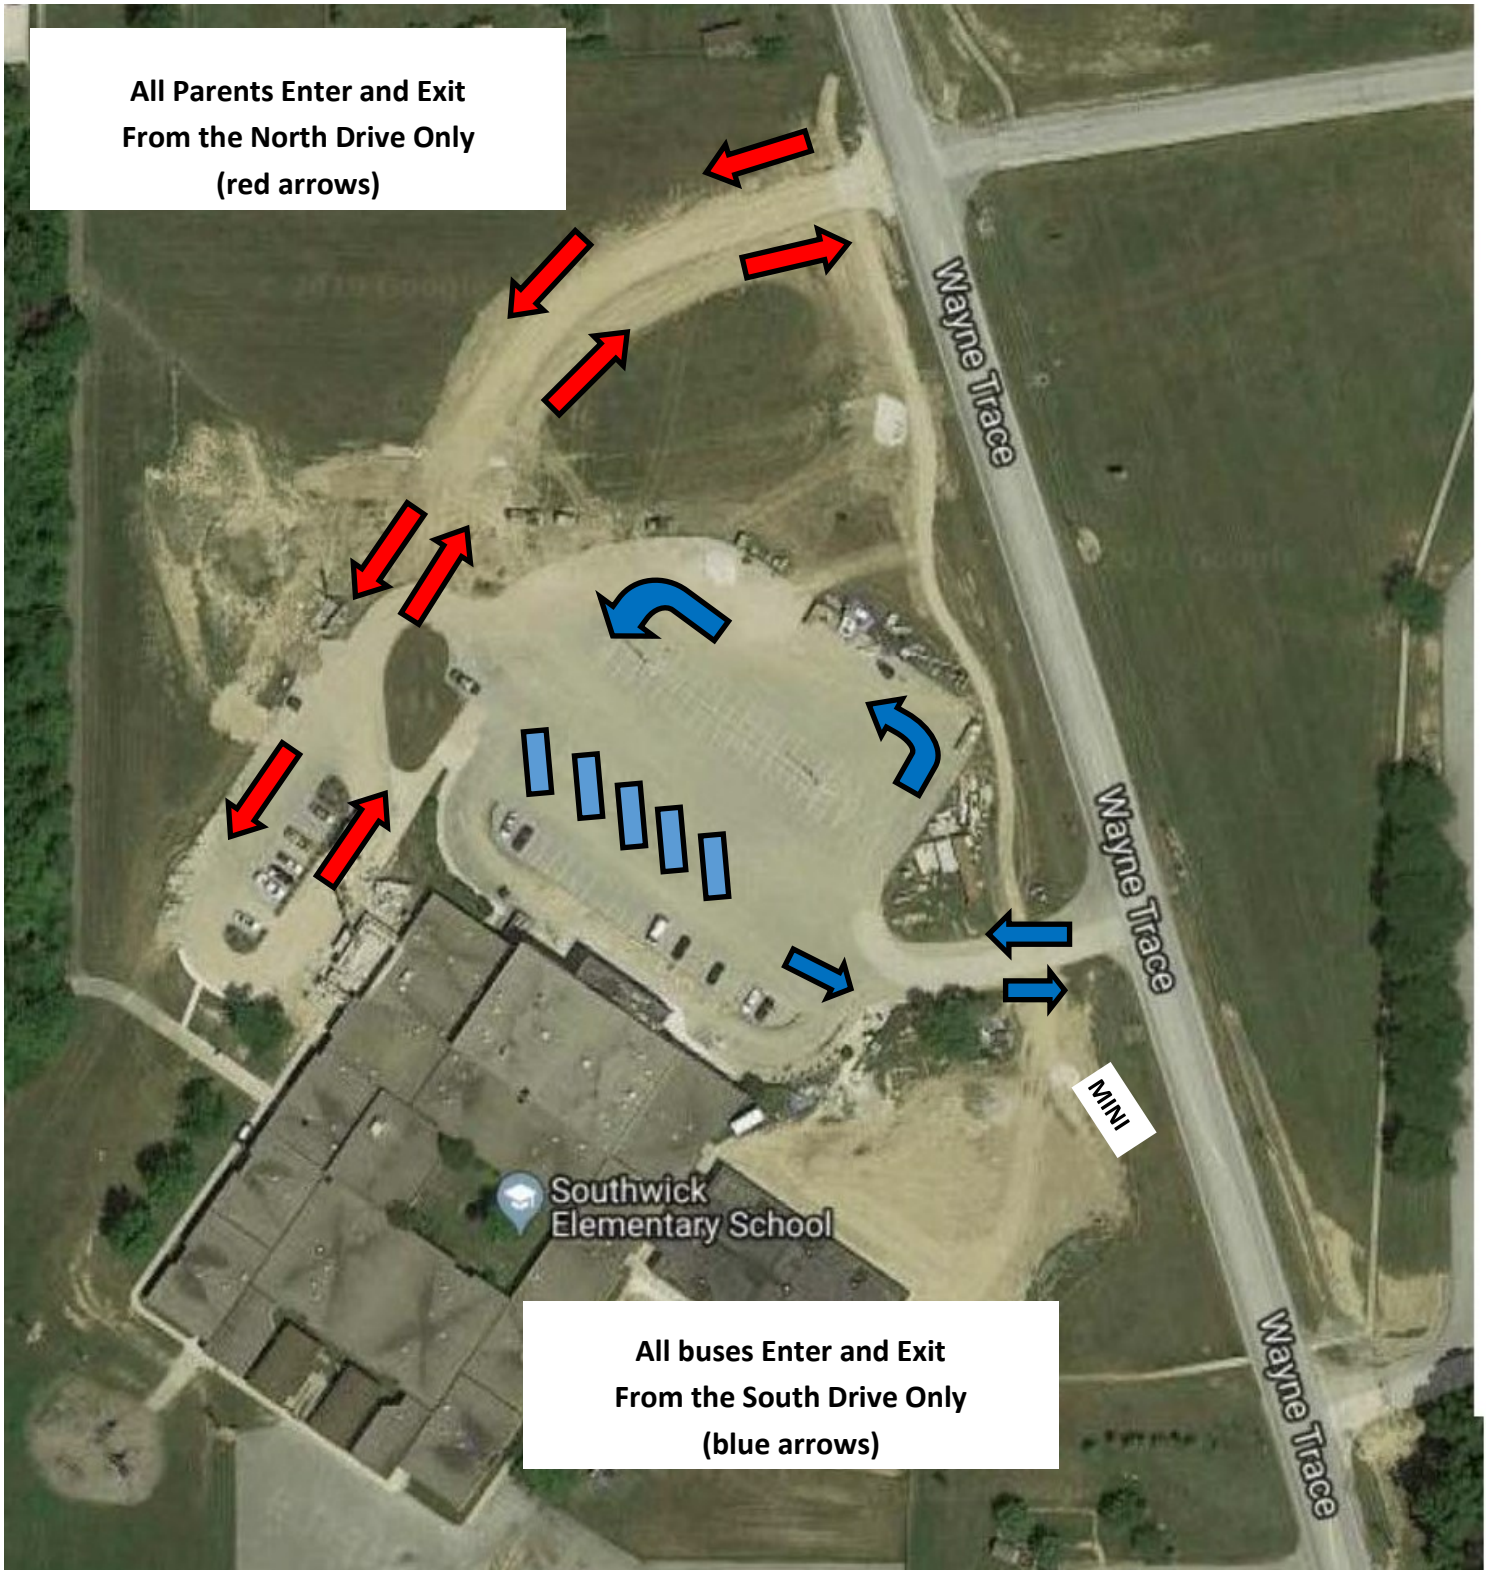 All Parents Enter and Exit
From the North Drive Only
(red arrows)
Wayne Trace
Wayne Trace
MINI
Southwick
Elementary School
All buses Enter and Exit
From the South Drive Only
(blue arrows)
Wayne Trace